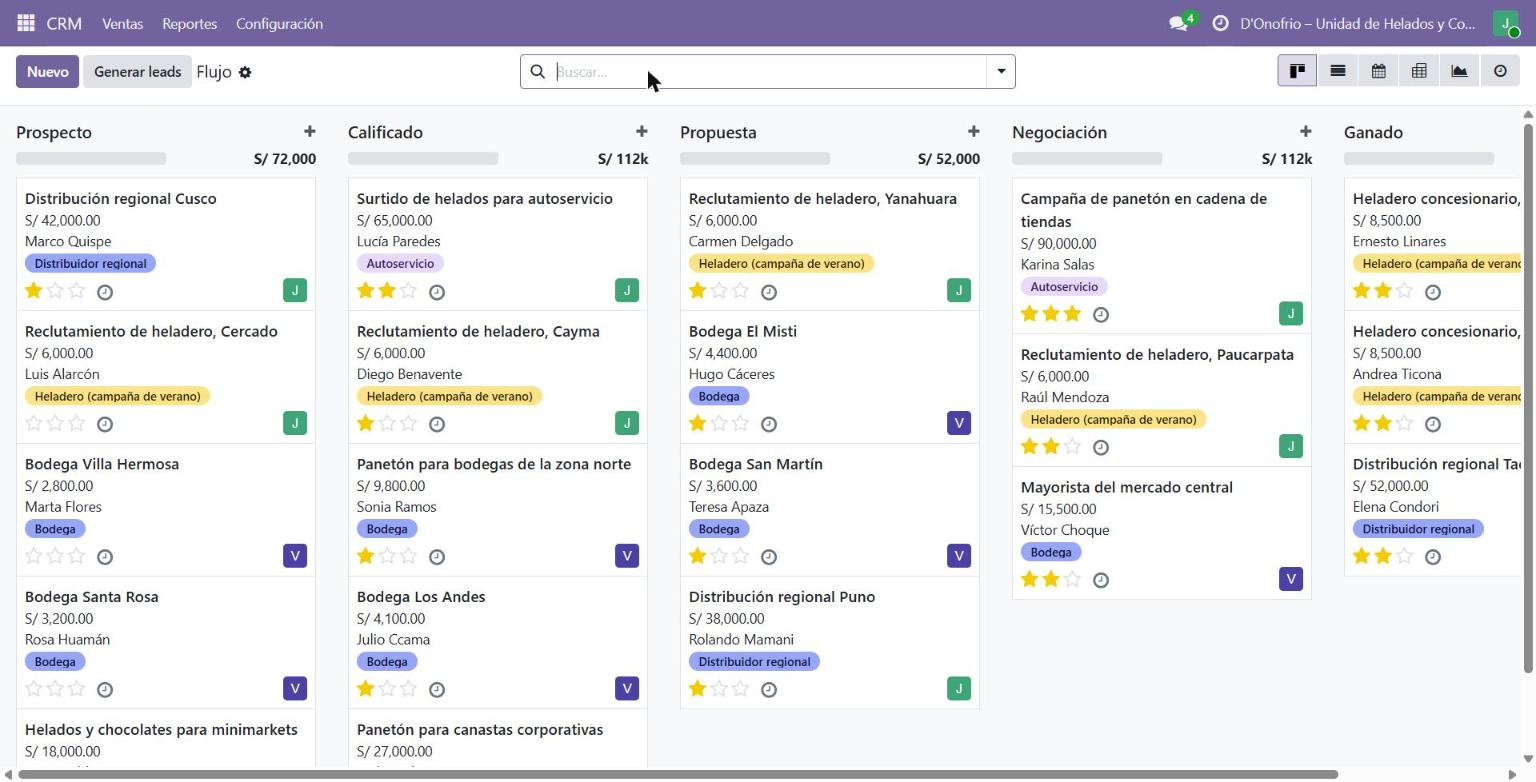 CRM Ventas Reportes Configuración 4 D'Onofrio – Unidad de Helados y Co... J
Nuevo Generar leads Flujo Buscar...
Prospecto
S/ 72,000
Distribución regional Cusco
S/ 42,000.00
Marco Quispe
Distribuidor regional
J
Reclutamiento de heladero, Cercado
S/ 6,000.00
Luis Alarcón
Heladero (campaña de verano)
J
Bodega Villa Hermosa
S/ 2,800.00
Marta Flores
Bodega
V
Bodega Santa Rosa
S/ 3,200.00
Rosa Huamán
Bodega
V
Helados y chocolates para minimarkets
S/ 18,000.00
Calificado
S/ 112k
Surtido de helados para autoservicio
S/ 65,000.00
Lucía Paredes
Autoservicio
J
Reclutamiento de heladero, Cayma
S/ 6,000.00
Diego Benavente
Heladero (campaña de verano)
J
Panetón para bodegas de la zona norte
S/ 9,800.00
Sonia Ramos
Bodega
V
Bodega Los Andes
S/ 4,100.00
Julio Ccama
Bodega
V
Panetón para canastas corporativas
S/ 27,000.00
Propuesta
S/ 52,000
Reclutamiento de heladero, Yanahuara
S/ 6,000.00
Carmen Delgado
Heladero (campaña de verano)
J
Bodega El Misti
S/ 4,400.00
Hugo Cáceres
Bodega
V
Bodega San Martín
S/ 3,600.00
Teresa Apaza
Bodega
V
Distribución regional Puno
S/ 38,000.00
Rolando Mamani
Distribuidor regional
J
Negociación
S/ 112k
Campaña de panetón en cadena de
tiendas
S/ 90,000.00
Karina Salas
Autoservicio
J
Reclutamiento de heladero, Paucarpata
S/ 6,000.00
Raúl Mendoza
Heladero (campaña de verano)
J
Mayorista del mercado central
S/ 15,500.00
Víctor Choque
Bodega
V
Ganado
Heladero concesionario,
S/ 8,500.00
Ernesto Linares
Heladero (campaña de
Heladero concesionario,
S/ 8,500.00
Andrea Ticona
Heladero (campaña de
Distribución regional
S/ 52,000.00
Elena Condori
Distribuidor regional